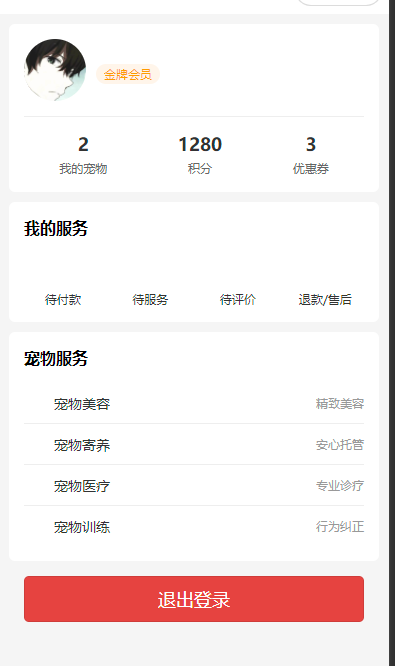 金牌会员
2 1280 3
我的宠物 积分 优惠券
我的服务
待付款 待服务 待评价 退款/售后
宠物服务
宠物美容 精致美容
宠物寄养 安心托管
宠物医疗 专业诊疗
宠物训练 行为纠正
退出登录